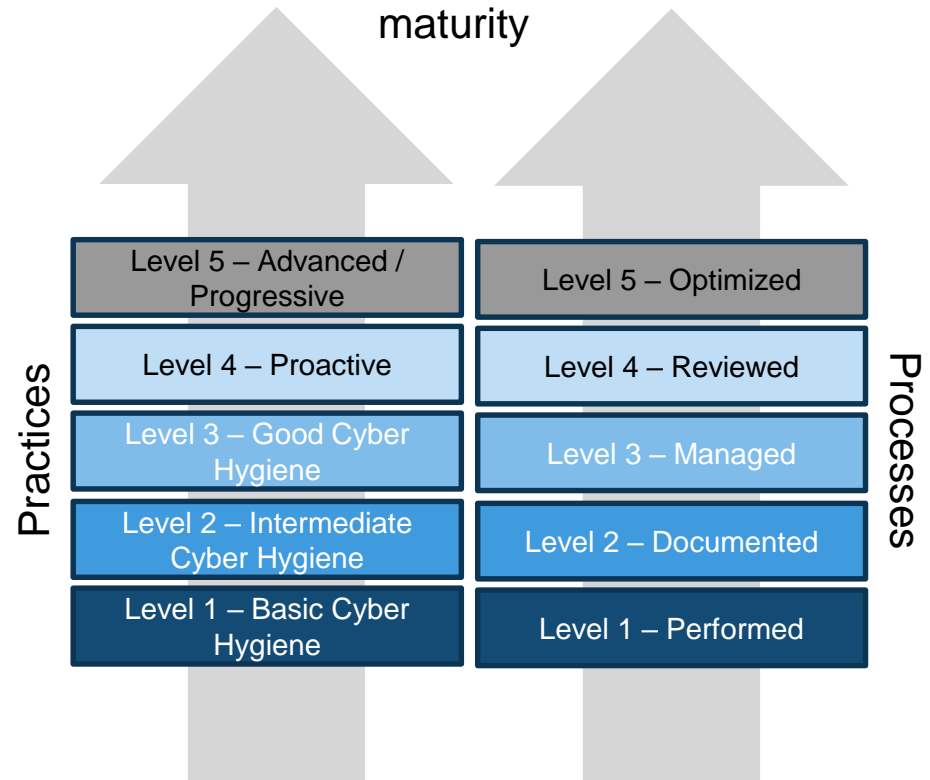 maturity
Practices
Level 5 – Advanced /
Progressive
Level 4 – Proactive
Level 3 – Good Cyber
Hygiene
Level 2 – Intermediate
Cyber Hygiene
Level 1 – Basic Cyber
Hygiene
Level 5 – Optimized
Level 4 – Reviewed
Level 3 – Managed
Level 2 – Documented
Level 1 – Performed
Processes